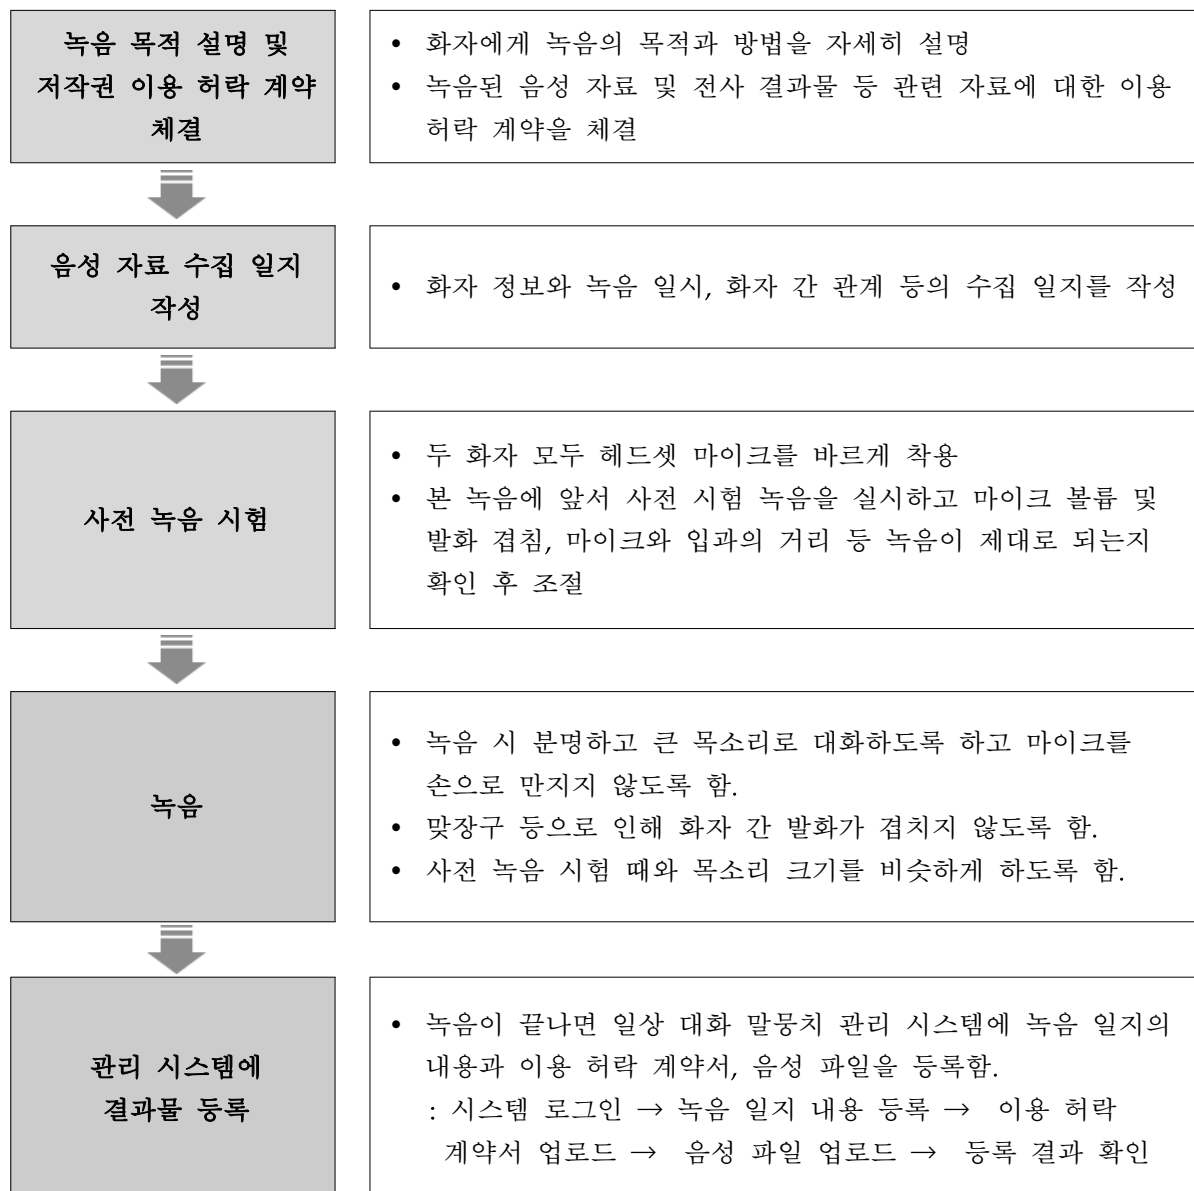 녹음 목적 설명 및
저작권 이용 허락 계약
체결
• 화자에게 녹음의 목적과 방법을 자세히 설명
• 녹음된 음성 자료 및 전사 결과물 등 관련 자료에 대한 이용
허락 계약을 체결
음성 자료 수집 일지
작성
• 화자 정보와 녹음 일시, 화자 간 관계 등의 수집 일지를 작성
사전 녹음 시험
• 두 화자 모두 헤드셋 마이크를 바르게 착용
• 본 녹음에 앞서 사전 시험 녹음을 실시하고 마이크 볼륨 및
발화 겹침, 마이크와 입과의 거리 등 녹음이 제대로 되는지
확인 후 조절
녹음
• 녹음 시 분명하고 큰 목소리로 대화하도록 하고 마이크를
손으로 만지지 않도록 함.
• 맞장구 등으로 인해 화자 간 발화가 겹치지 않도록 함.
• 사전 녹음 시험 때와 목소리 크기를 비슷하게 하도록 함.
관리 시스템에
결과물 등록
• 녹음이 끝나면 일상 대화 말뭉치 관리 시스템에 녹음 일지의
내용과 이용 허락 계약서, 음성 파일을 등록함.
: 시스템 로그인 → 녹음 일지 내용 등록 → 이용 허락
계약서 업로드 → 음성 파일 업로드 → 등록 결과 확인